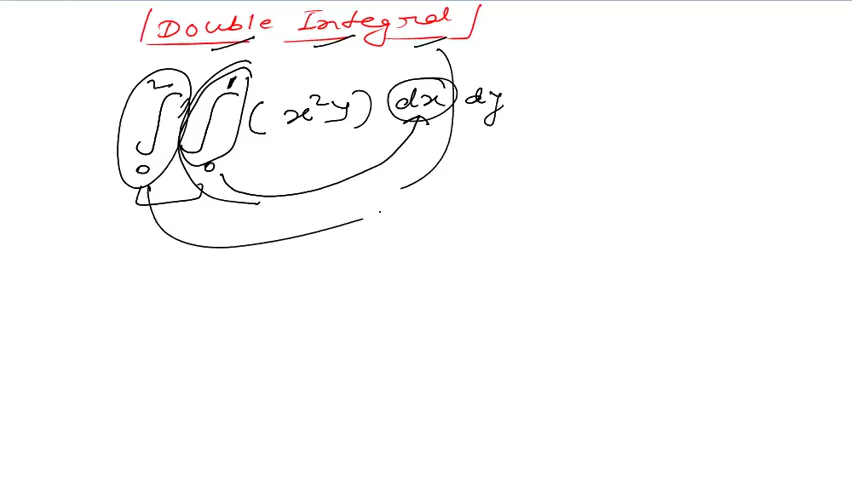 Double Integral
∫₀² ∫₀¹ (x²y) dx dy